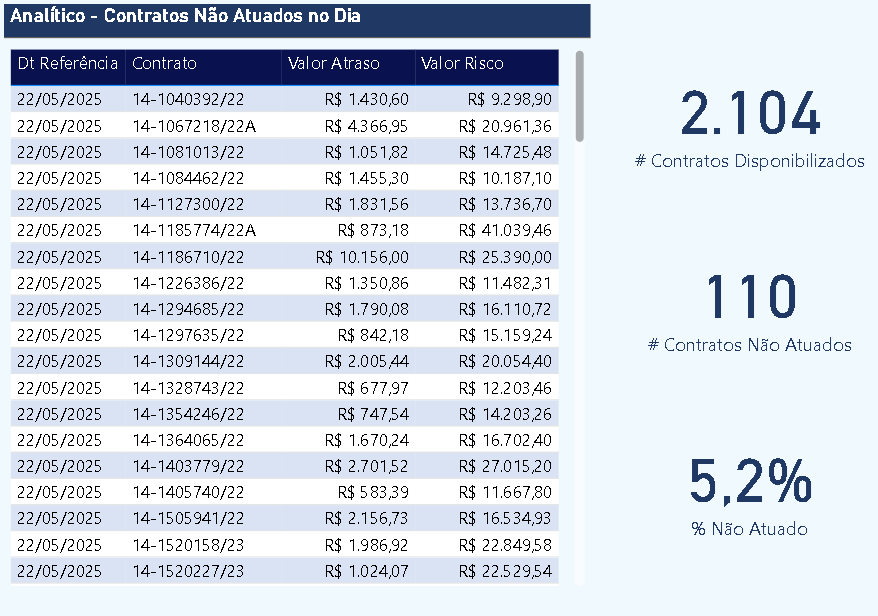 Analítico - Contratos Não Atuados no Dia
Dt Referência Contrato Valor Atraso Valor Risco
22/05/2025 14-1040392/22 R$ 1.430,60 R$ 9.298,90
22/05/2025 14-1067218/22A R$ 4.366,95 R$ 20.961,36
22/05/2025 14-1081013/22 R$ 1.051,82 R$ 14.725,48
22/05/2025 14-1084462/22 R$ 1.455,30 R$ 10.187,10
22/05/2025 14-1127300/22 R$ 1.831,56 R$ 13.736,70
22/05/2025 14-1185774/22A R$ 873,18 R$ 41.039,46
22/05/2025 14-1186710/22 R$ 10.156,00 R$ 25.390,00
22/05/2025 14-1226386/22 R$ 1.350,86 R$ 11.482,31
22/05/2025 14-1294685/22 R$ 1.790,08 R$ 16.110,72
22/05/2025 14-1297635/22 R$ 842,18 R$ 15.159,24
22/05/2025 14-1309144/22 R$ 2.005,44 R$ 20.054,40
22/05/2025 14-1328743/22 R$ 677,97 R$ 12.203,46
22/05/2025 14-1354246/22 R$ 747,54 R$ 14.203,26
22/05/2025 14-1364065/22 R$ 1.670,24 R$ 16.702,40
22/05/2025 14-1403779/22 R$ 2.701,52 R$ 27.015,20
22/05/2025 14-1405740/22 R$ 583,39 R$ 11.667,80
22/05/2025 14-1505941/22 R$ 2.156,73 R$ 16.534,93
22/05/2025 14-1520158/23 R$ 1.986,92 R$ 22.849,58
22/05/2025 14-1520227/23 R$ 1.024,07 R$ 22.529,54
2.104
# Contratos Disponibilizados
110
# Contratos Não Atuados
5,2%
% Não Atuado